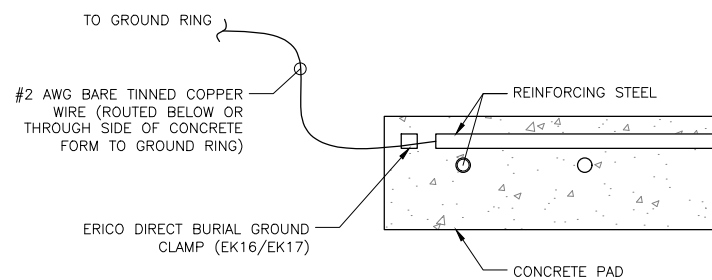 TO GROUND RING
#2 AWG BARE TINNED COPPER
WIRE (ROUTED BELOW OR
THROUGH SIDE OF CONCRETE
FORM TO GROUND RING)
REINFORCING STEEL
ERICO DIRECT BURIAL GROUND
CLAMP (EK16/EK17)
CONCRETE PAD